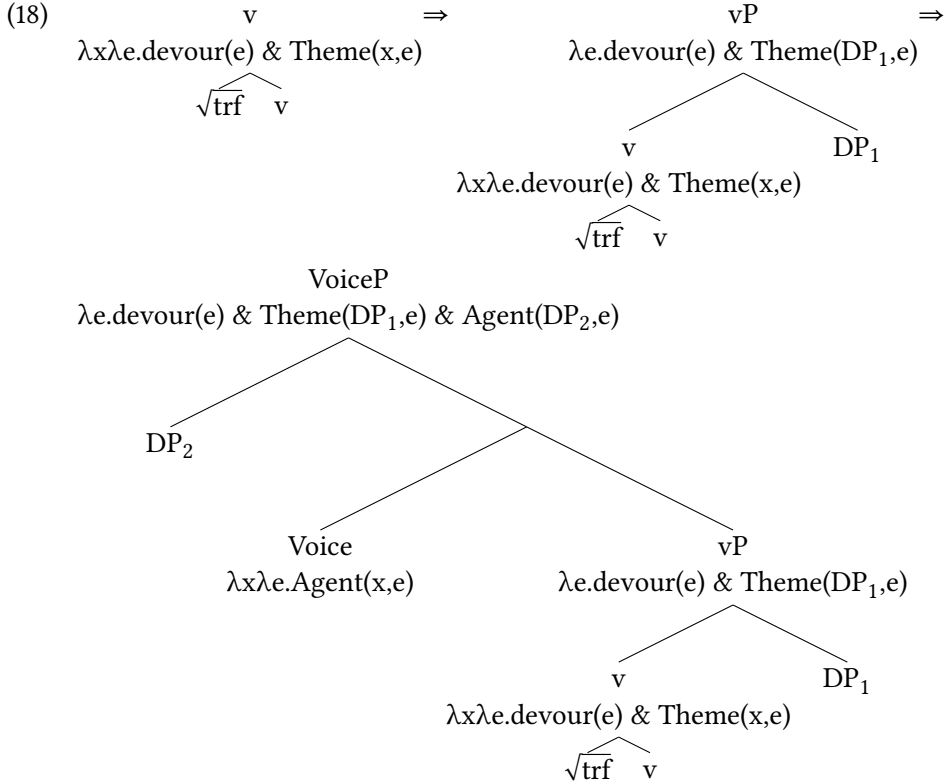 (18) v ⇒ vP ⇒
λxλe.devour(e) & Theme(x,e) λe.devour(e) & Theme(DP₁,e)
√trf v
v DP₁
λxλe.devour(e) & Theme(x,e)
√trf v
VoiceP
λe.devour(e) & Theme(DP₁,e) & Agent(DP₂,e)
DP₂
Voice vP
λxλe.Agent(x,e) λe.devour(e) & Theme(DP₁,e)
v DP₁
λxλe.devour(e) & Theme(x,e)
√trf v